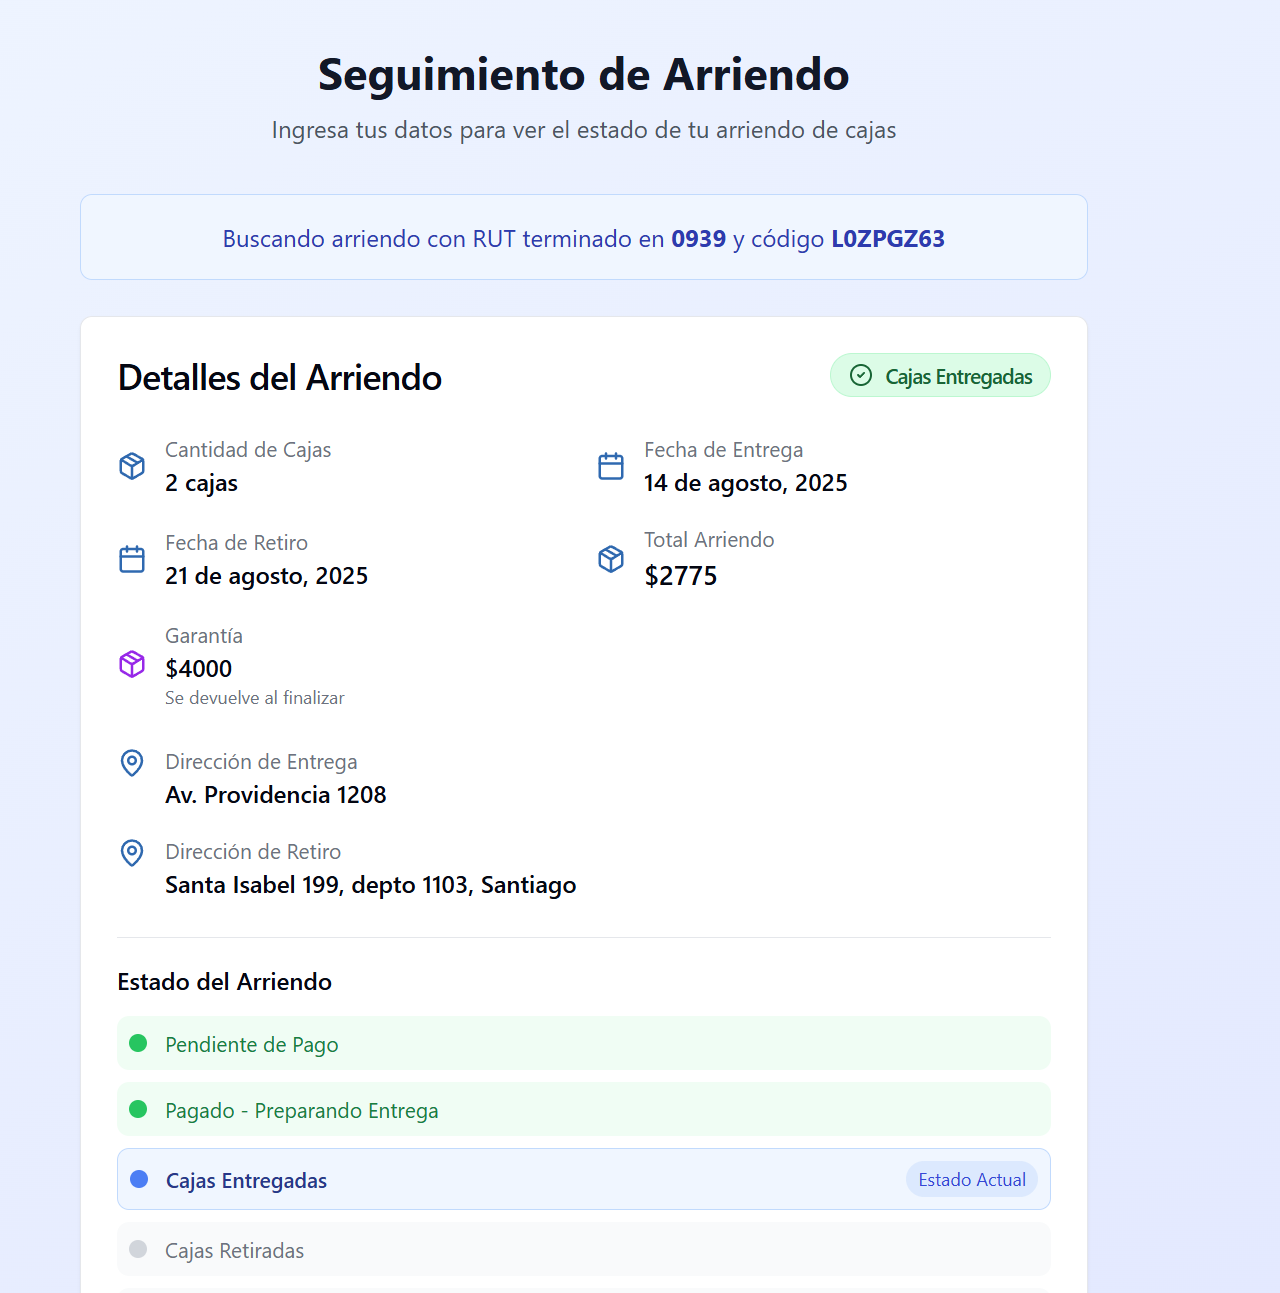 Seguimiento de Arriendo
Ingresa tus datos para ver el estado de tu arriendo de cajas
Buscando arriendo con RUT terminado en 0939 y código L0ZPGZ63
Detalles del Arriendo
Cajas Entregadas
Cantidad de Cajas
2 cajas
Fecha de Entrega
14 de agosto, 2025
Fecha de Retiro
21 de agosto, 2025
Total Arriendo
$2775
Garantía
$4000
Se devuelve al finalizar
Dirección de Entrega
Av. Providencia 1208
Dirección de Retiro
Santa Isabel 199, depto 1103, Santiago
Estado del Arriendo
Pendiente de Pago
Pagado - Preparando Entrega
Cajas Entregadas
Estado Actual
Cajas Retiradas